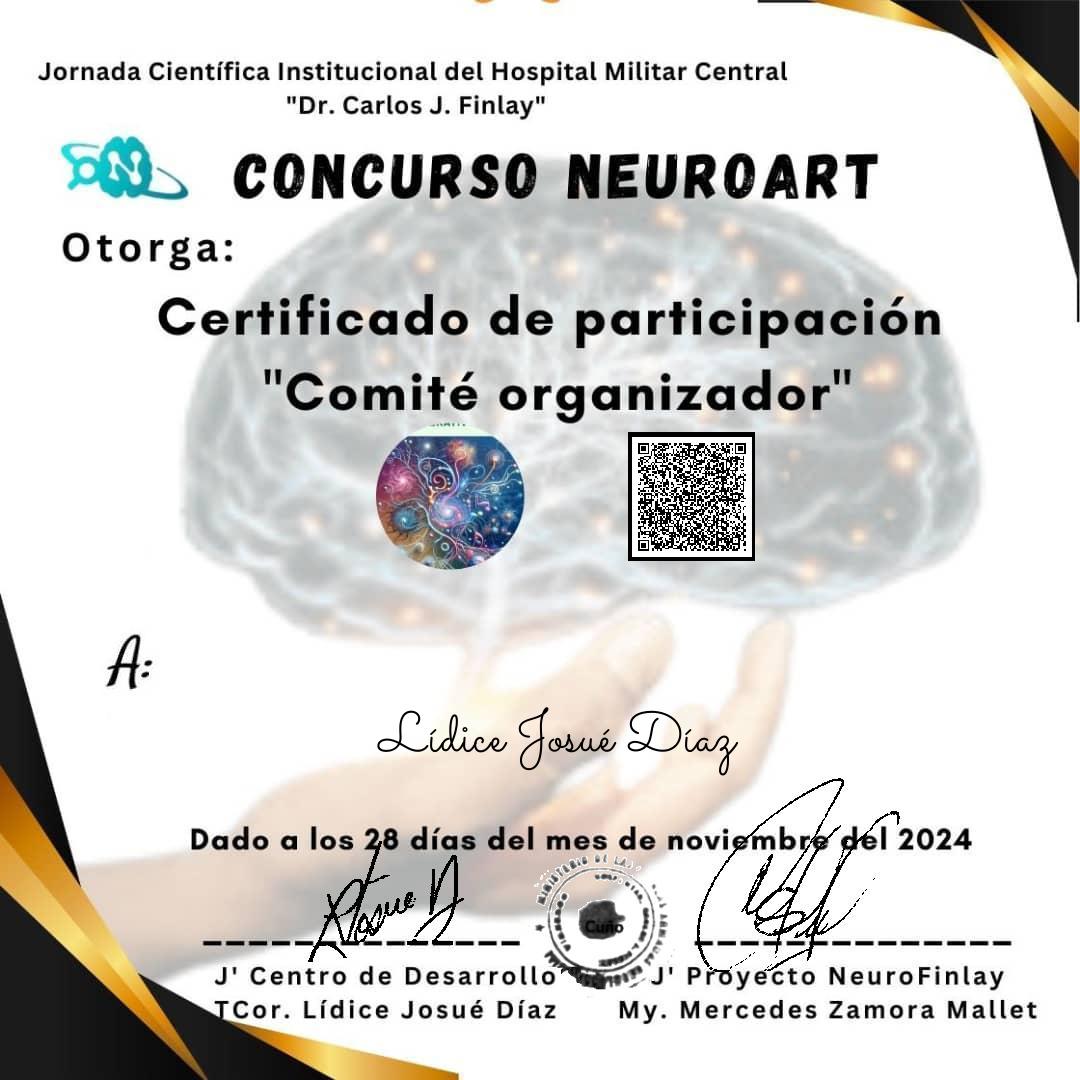 Jornada Científica Institucional del Hospital Militar Central
"Dr. Carlos J. Finlay"
CONCURSO NEUROART
Otorga:
Certificado de participación
"Comité organizador"
A:
Lídice Josué Díaz
Dado a los 28 días del mes de noviembre del 2024
Cuño
J' Centro de Desarrollo
J' Proyecto NeuroFinlay
TCor. Lídice Josué Díaz
My. Mercedes Zamora Mallet